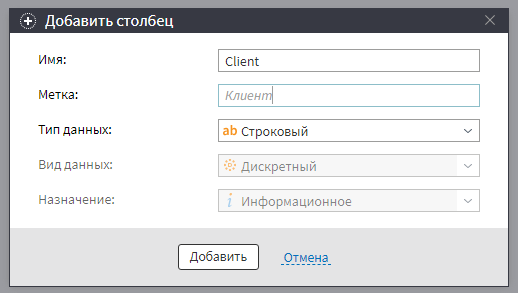 Добавить столбец
Имя: Client
Метка: Клиент
Тип данных: ab Строковый
Вид данных: Дискретный
Назначение: i Информационное
Добавить Отмена